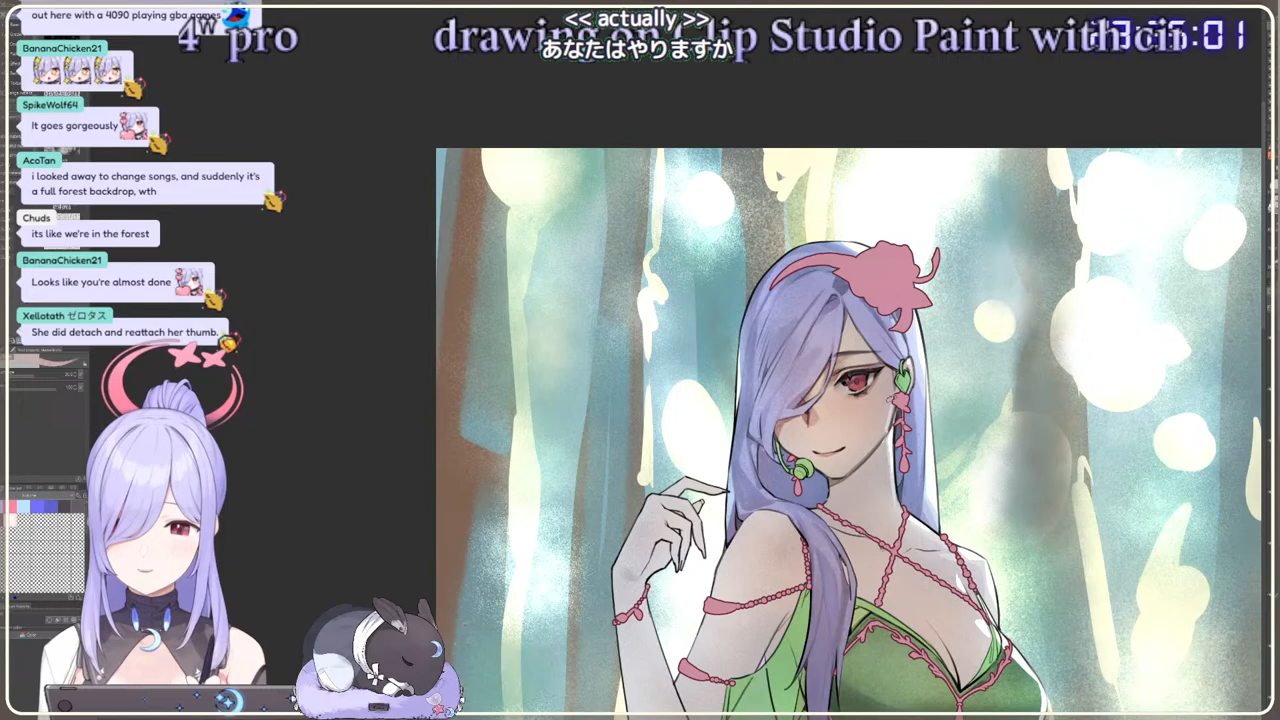 out here with a 4090 playing gba games
<< actually >>
あなたはやりますか
4ᵂ pro drawing on Clip Studio Paint with cii
BananaChicken21
SpikeWolf64
It goes gorgeously
AcoTan
i looked away to change songs, and suddenly it's
a full forest backdrop, wth
Chuds
its like we're in the forest
BananaChicken21
Looks like you're almost done
Xellotath ゼロタス
She did detach and reattach her thumb.